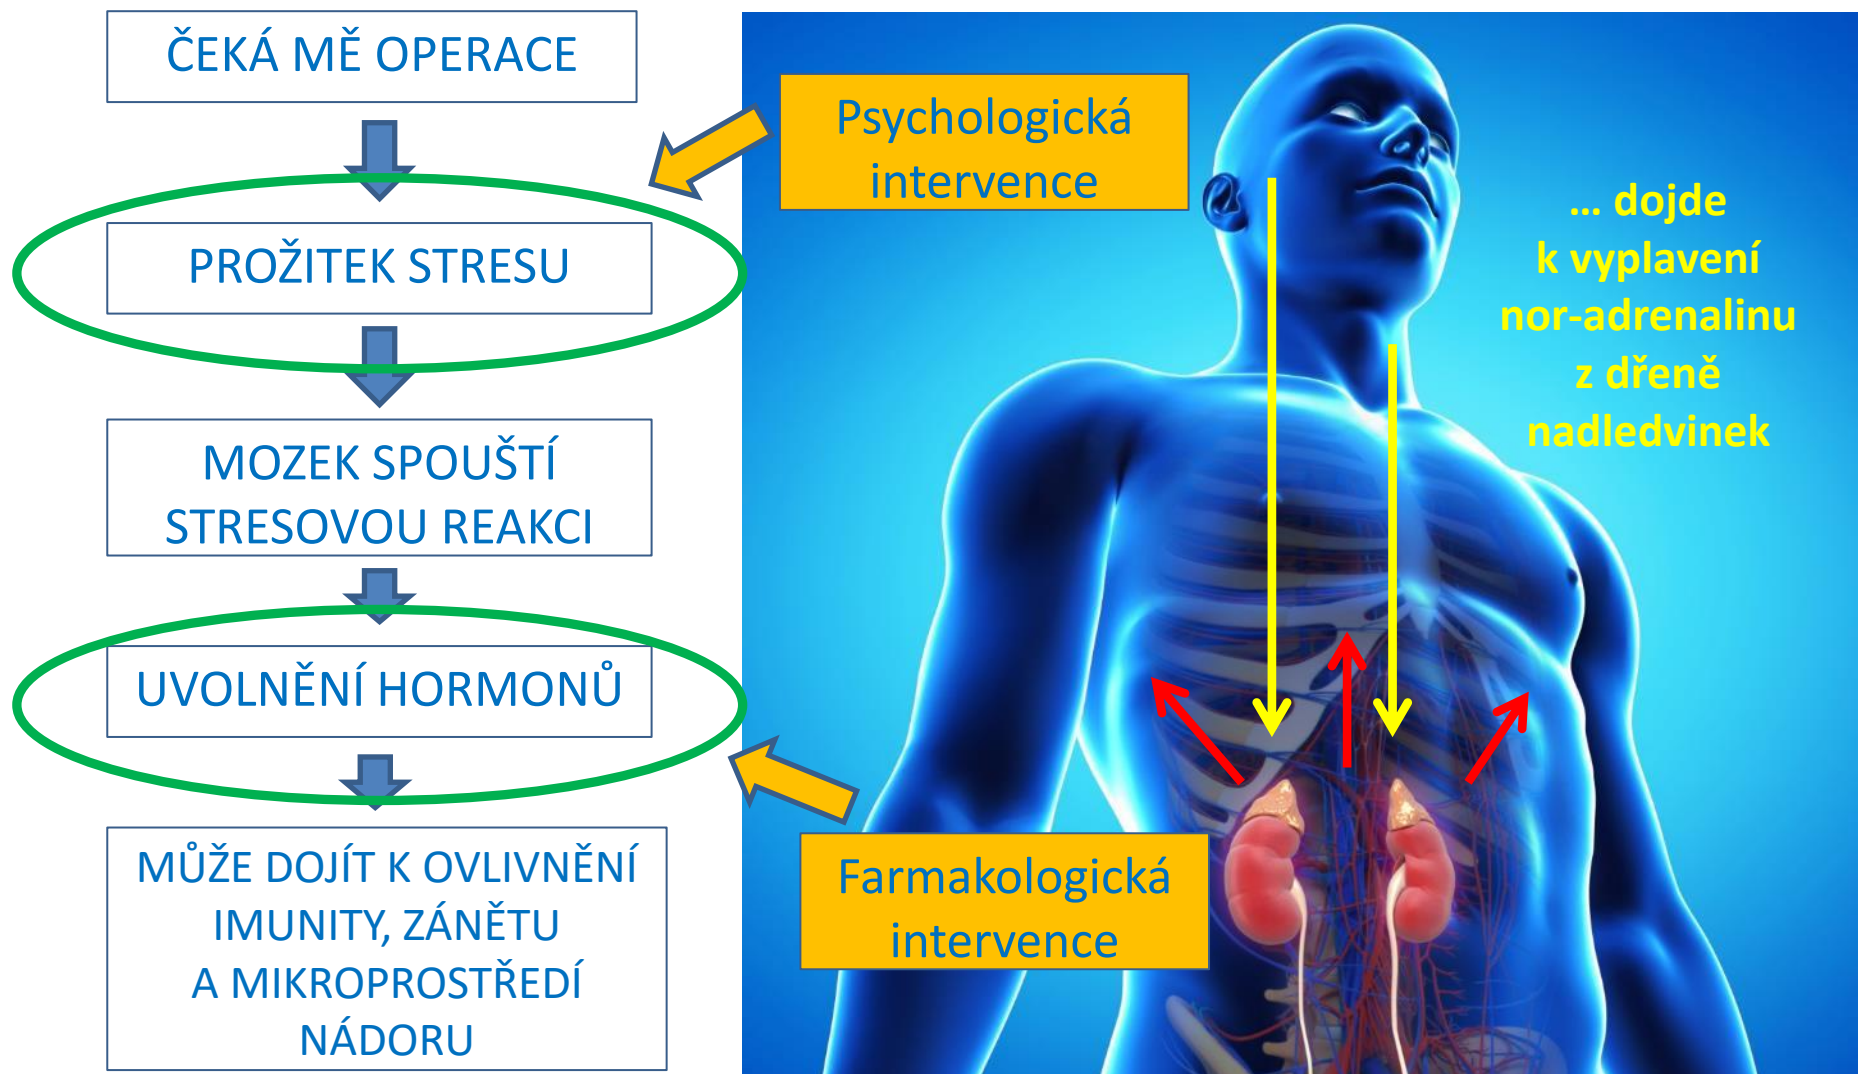 ČEKÁ MĚ OPERACE
PROŽITEK STRESU
MOZEK SPOUŠTÍ
STRESOVOU REAKCI
UVOLNĚNÍ HORMONŮ
MŮŽE DOJÍT K OVLIVNĚNÍ
IMUNITY, ZÁNĚTU
A MIKROPROSTŘEDÍ
NÁDORU
Psychologická
intervence
Farmakologická
intervence
... dojde
k vyplavení
nor-adrenalinu
z dřeně
nadledvinek